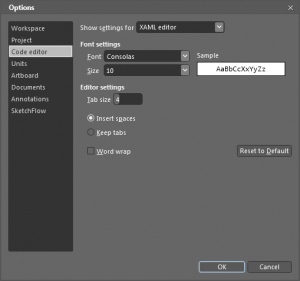 Options
Workspace
Project
Code editor
Units
Artboard
Documents
Annotations
SketchFlow
Show settings for XAML editor
Font settings
Font: Consolas
Sample
Size 10
AaBbCcXxYyZz
Editor settings
Tab size 4
Insert spaces
Keep tabs
Word wrap
Reset to Default
OK
Cancel